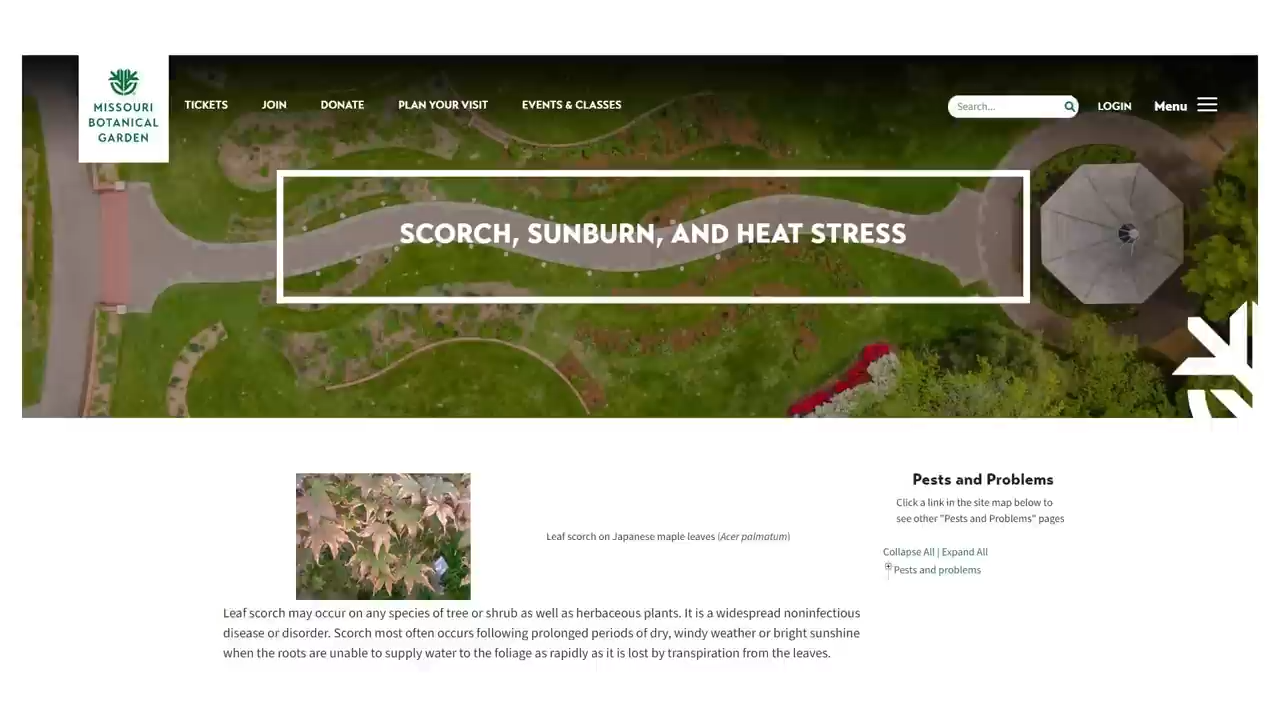 MISSOURI
BOTANICAL
GARDEN
TICKETS JOIN DONATE PLAN YOUR VISIT EVENTS & CLASSES
Search... LOGIN Menu
SCORCH, SUNBURN, AND HEAT STRESS
Leaf scorch on Japanese maple leaves (Acer palmatum)
Leaf scorch may occur on any species of tree or shrub as well as herbaceous plants. It is a widespread noninfectious
disease or disorder. Scorch most often occurs following prolonged periods of dry, windy weather or bright sunshine
when the roots are unable to supply water to the foliage as rapidly as it is lost by transpiration from the leaves.
Pests and Problems
Click a link in the site map below to
see other "Pests and Problems" pages
Collapse All | Expand All
Pests and problems